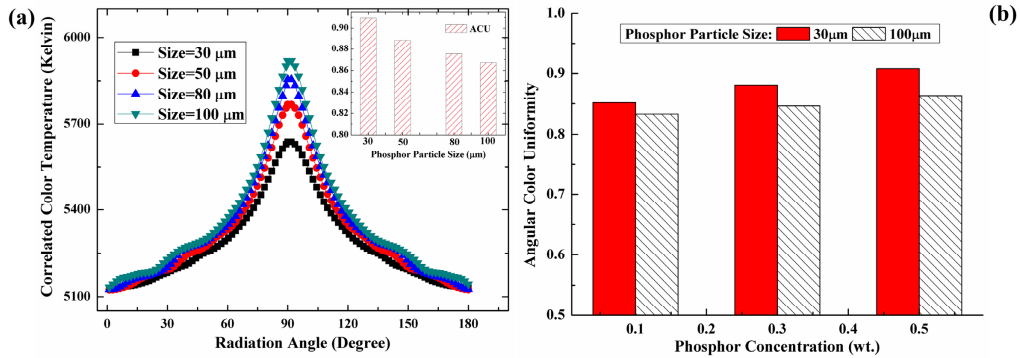 (a)
Correlated Color Temperature (Kelvin)
6000
5700
5400
5100
Size=30 μm
Size=50 μm
Size=80 μm
Size=100 μm
0
30
60
90
120
150
180
Radiation Angle (Degree)
0.90
0.88
0.86
0.84
0.82
0.80
ACU
30
50
80
100
Phosphor Particle Size (μm)
(b)
Angular Color Uniformity
1.0
0.9
0.8
0.7
0.6
0.5
Phosphor Particle Size: 30μm 100μm
0.1
0.2
0.3
0.4
0.5
Phosphor Concentration (wt.)